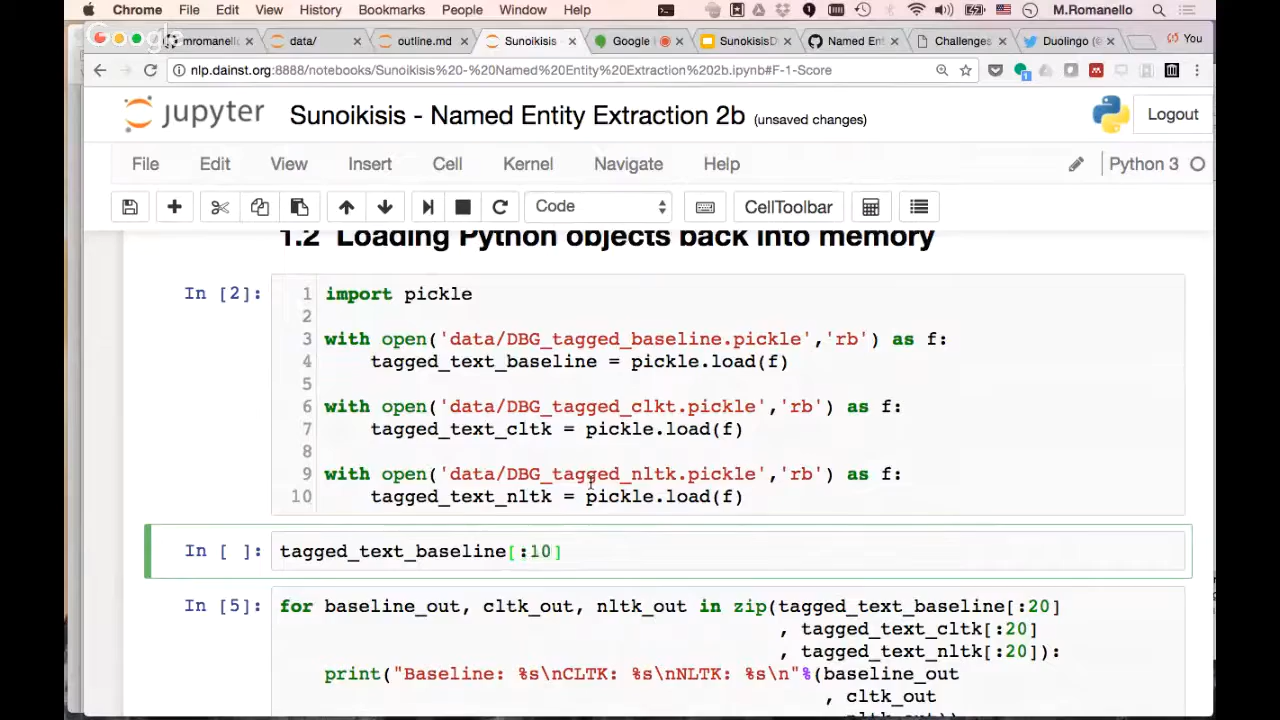 Chrome File Edit View History Bookmarks People Window Help M.Romanello
Google mromanellc data/ outline.md Sunoikisis Google SunokisisD Named Ent Challenges Duolingo ( You
nlp.dainst.org:8888/notebooks/Sunoikisis%20-%20Named%20Entity%20Extraction%202b.ipynb#F-1-Score
jupyter Sunoikisis - Named Entity Extraction 2b (unsaved changes) Logout
File Edit View Insert Cell Kernel Navigate Help Python 3
Code CellToolbar
1.2 Loading Python objects back into memory
In [2]: 1 import pickle
2
3 with open('data/DBG_tagged_baseline.pickle','rb') as f:
4 tagged_text_baseline = pickle.load(f)
5
6 with open('data/DBG_tagged_clkt.pickle','rb') as f:
7 tagged_text_cltk = pickle.load(f)
8
9 with open('data/DBG_tagged_nltk.pickle','rb') as f:
10 tagged_text_nltk = pickle.load(f)
In [ ]: tagged_text_baseline[:10]
In [5]: for baseline_out, cltk_out, nltk_out in zip(tagged_text_baseline[:20]
, tagged_text_cltk[:20]
, tagged_text_nltk[:20]):
print("Baseline: %s\nCLTK: %s\nNLTK: %s\n"%(baseline_out
, cltk_out